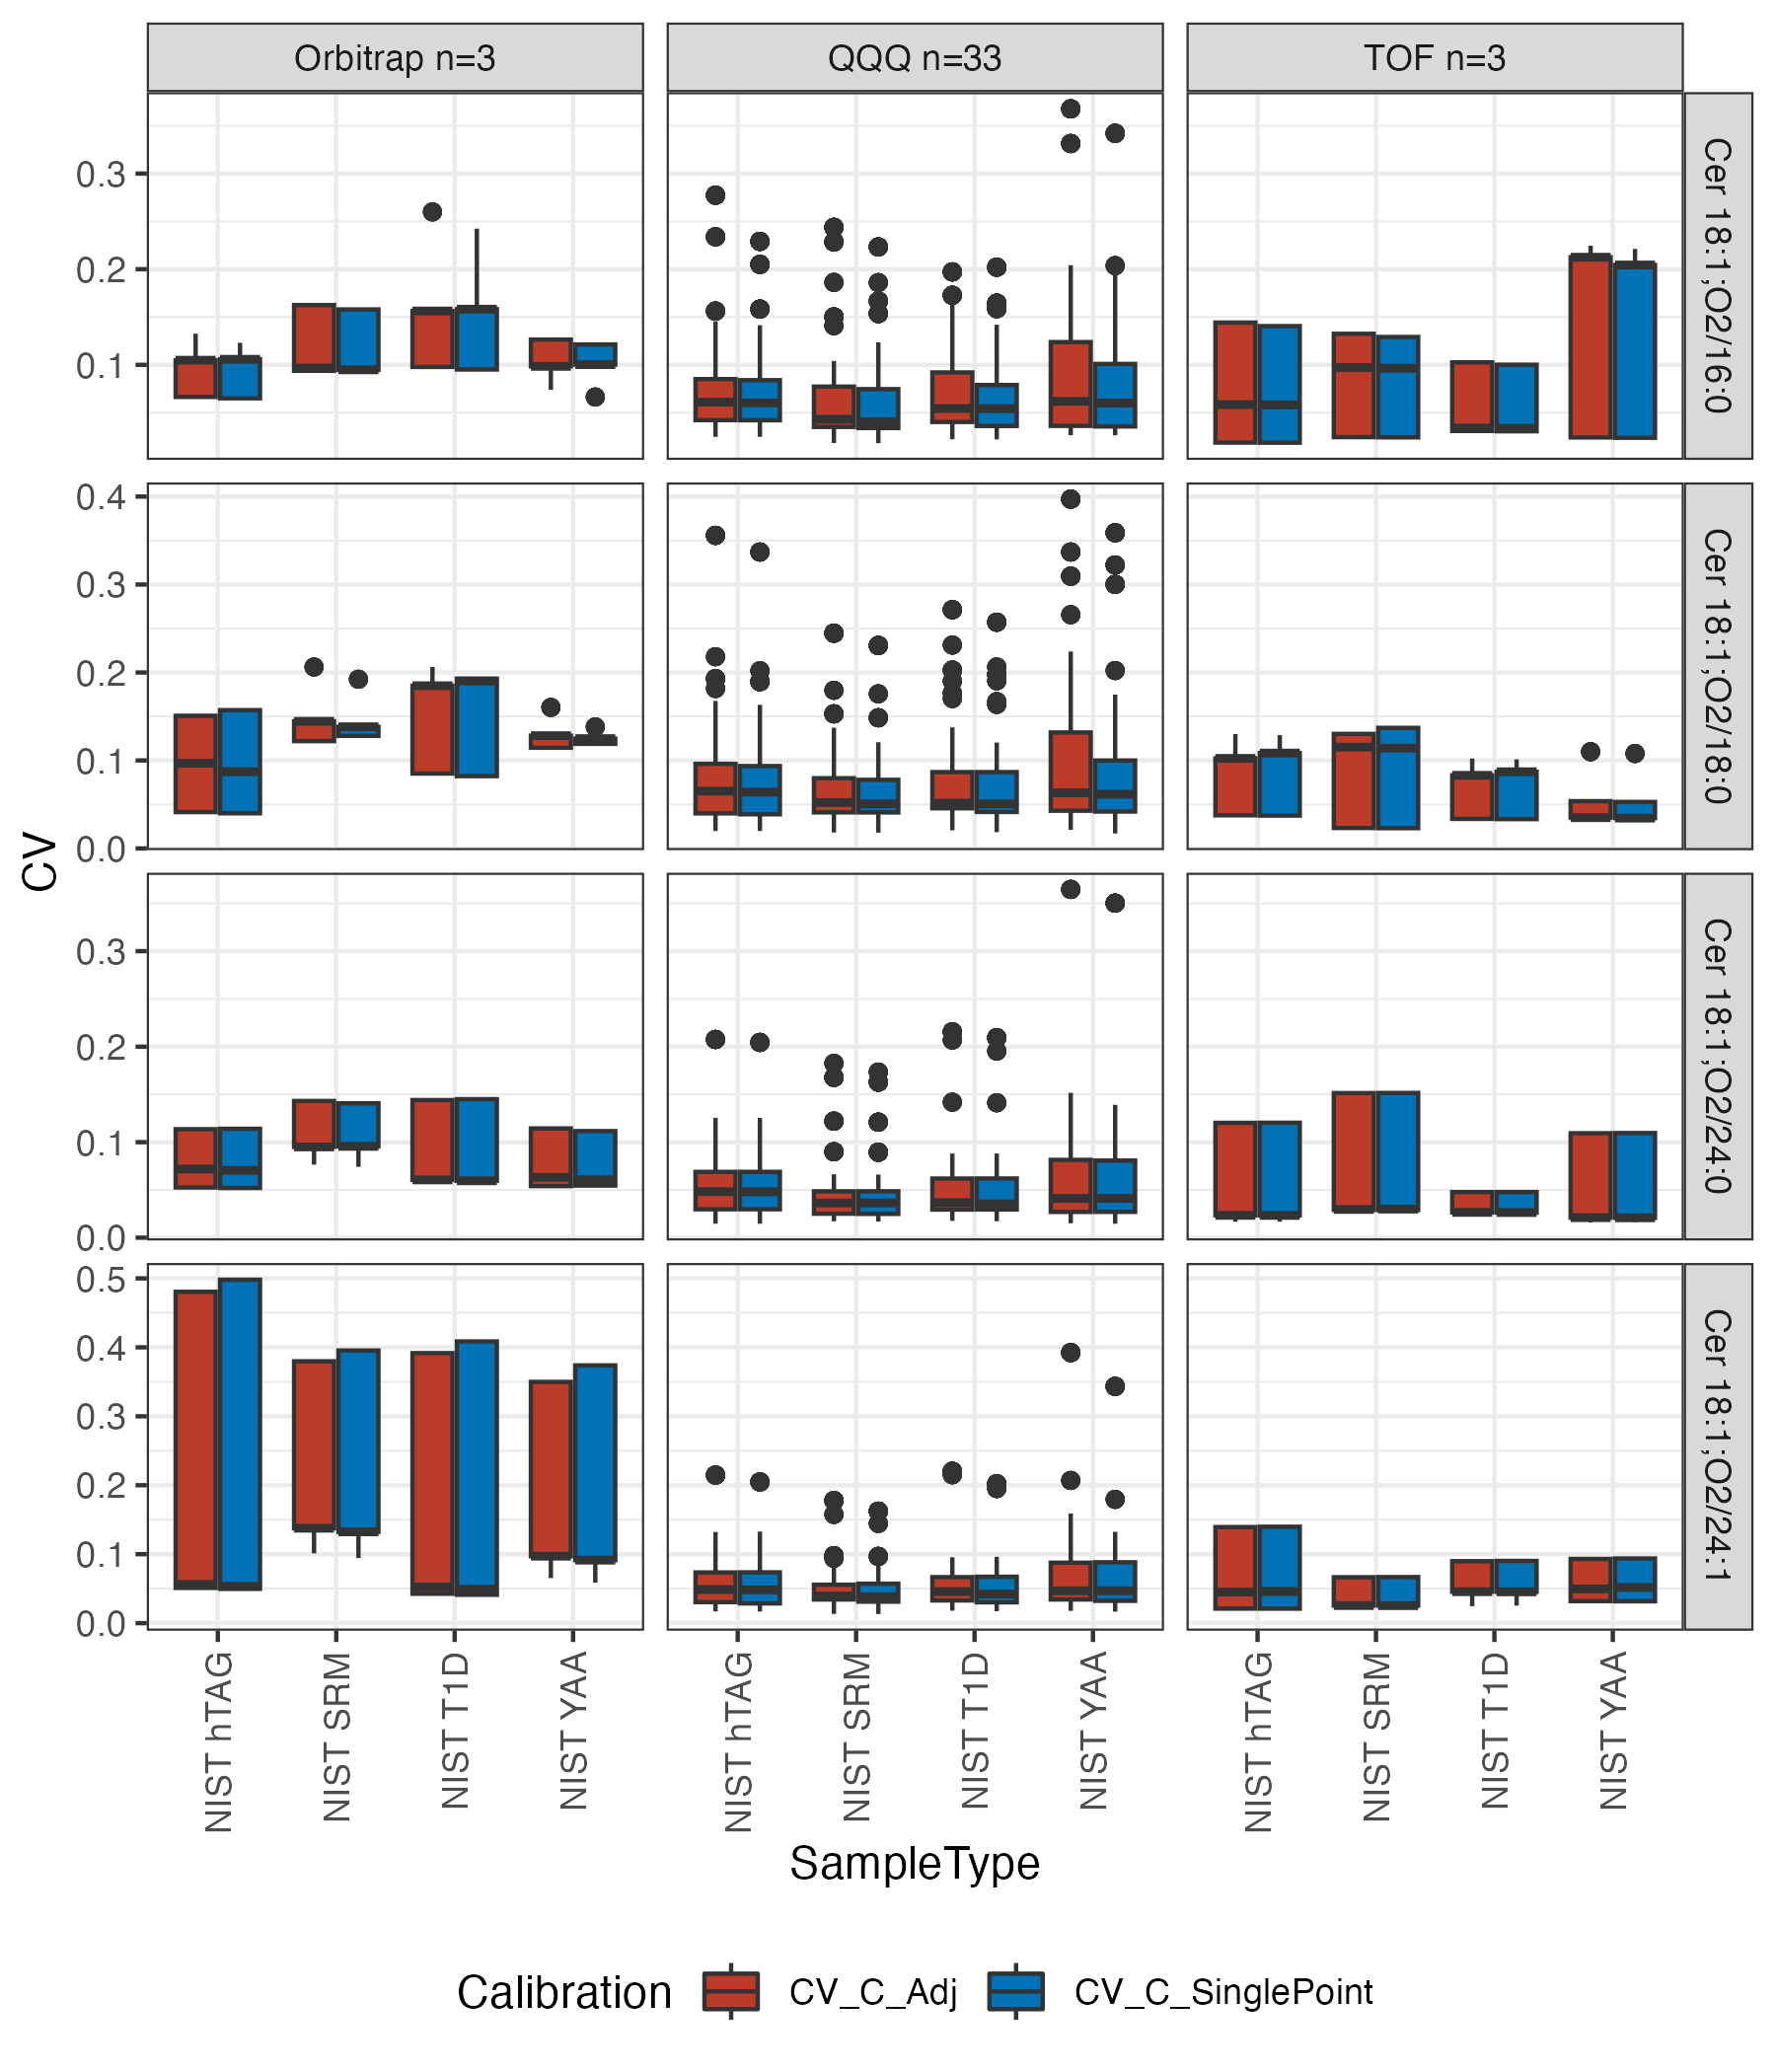 Orbitrap n=3
QQQ n=33
TOF n=3
0.3
0.2
0.1
Cer 18:1;O2/16:0
0.4
0.3
0.2
0.1
0.0
Cer 18:1;O2/18:0
CV
0.3
0.2
0.1
0.0
Cer 18:1;O2/24:0
0.5
0.4
0.3
0.2
0.1
0.0
Cer 18:1;O2/24:1
NIST hTAG
NIST SRM
NIST T1D
NIST YAA
NIST hTAG
NIST SRM
NIST T1D
NIST YAA
NIST hTAG
NIST SRM
NIST T1D
NIST YAA
SampleType
Calibration CV_C_Adj CV_C_SinglePoint